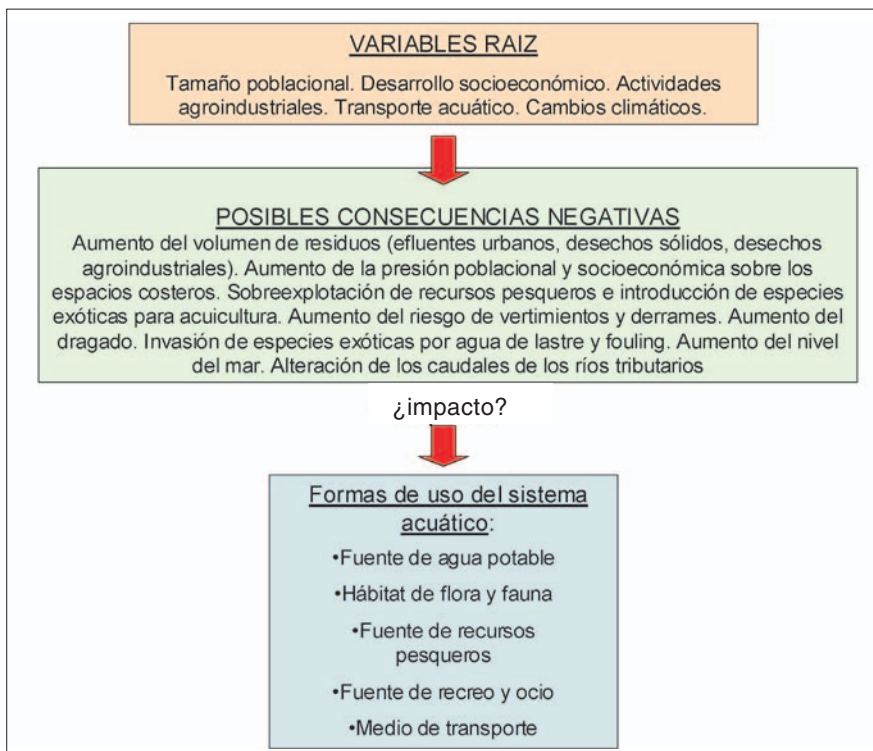 VARIABLES RAIZ
Tamaño poblacional. Desarrollo socioeconómico. Actividades
agroindustriales. Transporte acuático. Cambios climáticos.
POSIBLES CONSECUENCIAS NEGATIVAS
Aumento del volumen de residuos (efluentes urbanos, desechos sólidos, desechos
agroindustriales). Aumento de la presión poblacional y socioeconómica sobre los
espacios costeros. Sobreexplotación de recursos pesqueros e introducción de especies
exóticas para acuicultura. Aumento del riesgo de vertimientos y derrames. Aumento del
dragado. Invasión de especies exóticas por agua de lastre y fouling. Aumento del nivel
del mar. Alteración de los caudales de los ríos tributarios
¿impacto?
Formas de uso del sistema
acuático:
•Fuente de agua potable
•Hábitat de flora y fauna
•Fuente de recursos
pesqueros
•Fuente de recreo y ocio
•Medio de transporte